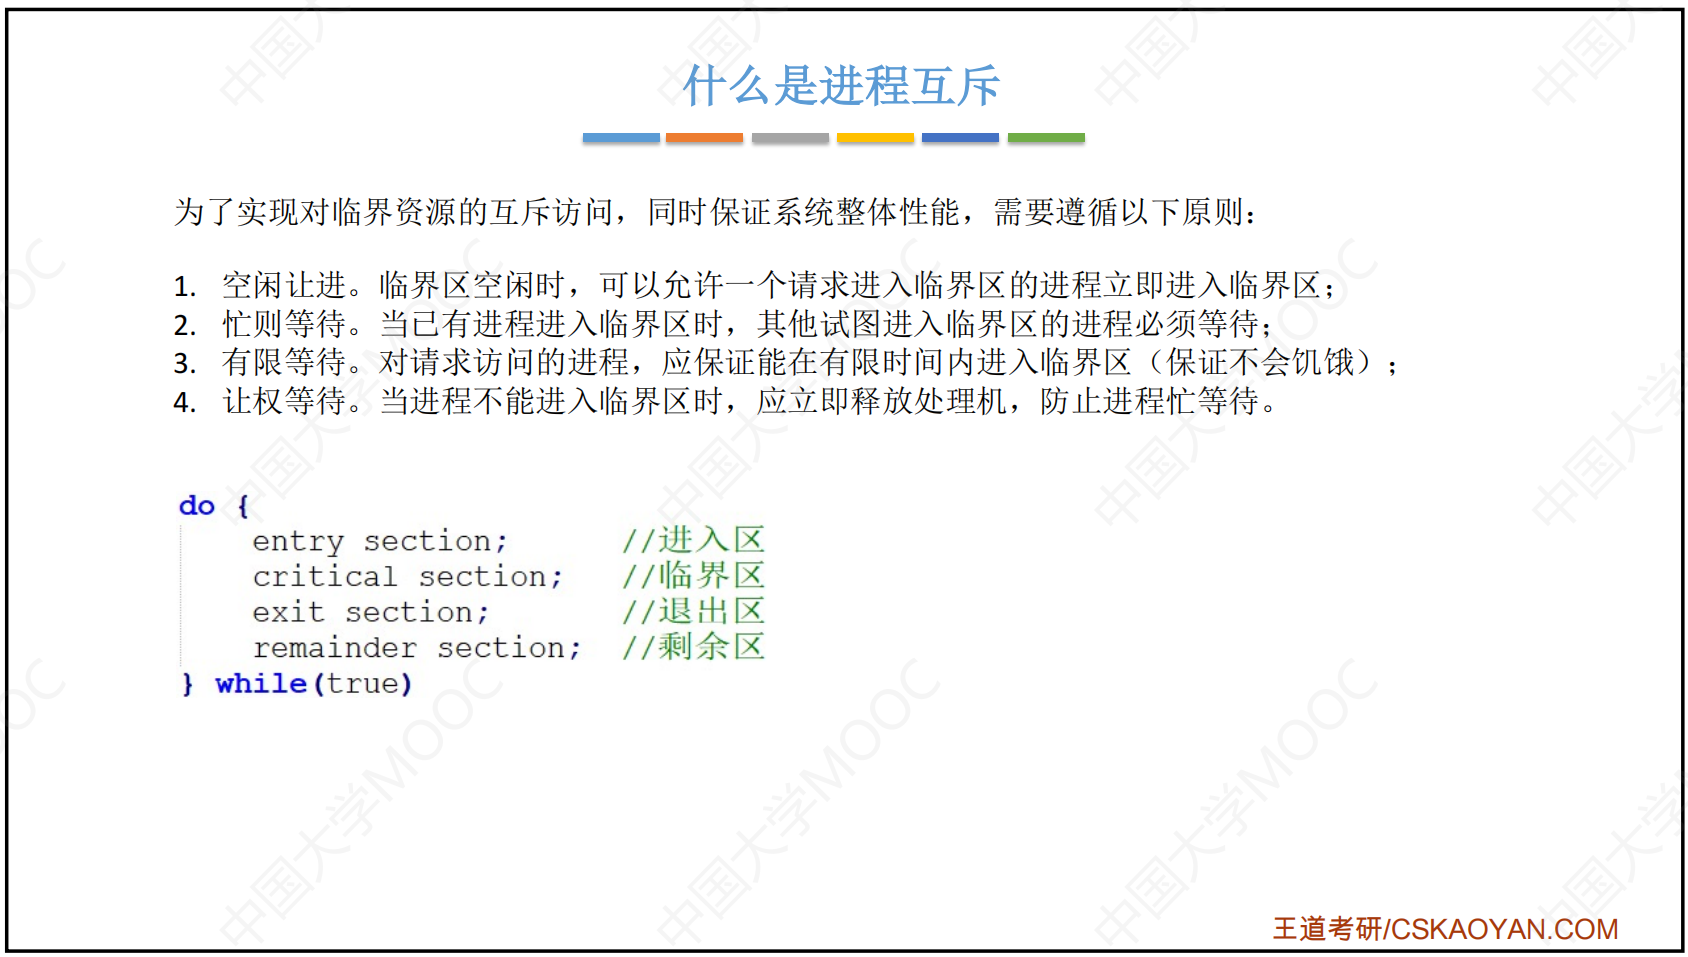 什么是进程互斥
为了实现对临界资源的互斥访问，同时保证系统整体性能，需要遵循以下原则：
1. 空闲让进。临界区空闲时，可以允许一个请求进入临界区的进程立即进入临界区；
2. 忙则等待。当已有进程进入临界区时，其他试图进入临界区的进程必须等待；
3. 有限等待。对请求访问的进程，应保证能在有限时间内进入临界区（保证不会饥饿）；
4. 让权等待。当进程不能进入临界区时，应立即释放处理机，防止进程忙等待。
do {
entry section; //进入区
critical section; //临界区
exit section; //退出区
remainder section; //剩余区
} while(true)
王道考研/CSKAOYAN.COM
中国大学MOOC